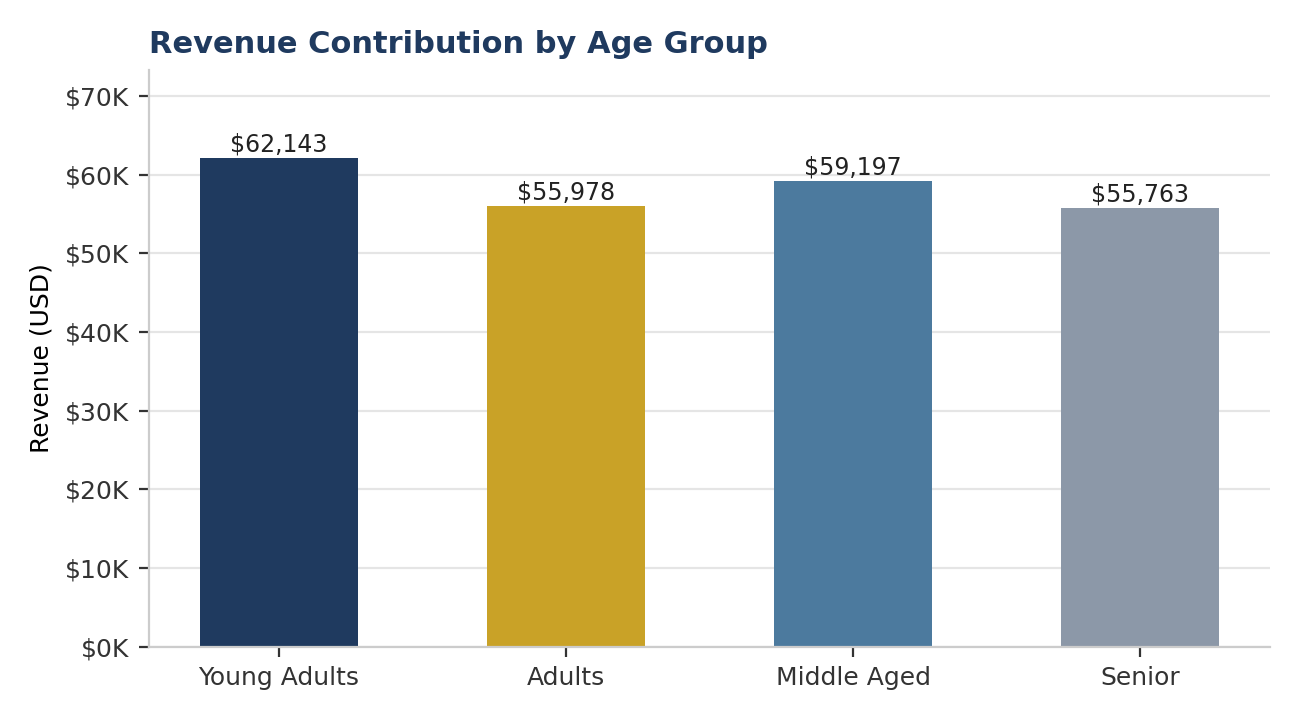 Revenue Contribution by Age Group
Revenue (USD)
$70K
$60K
$50K
$40K
$30K
$20K
$10K
$0K
$62,143
$55,978
$59,197
$55,763
Young Adults
Adults
Middle Aged
Senior